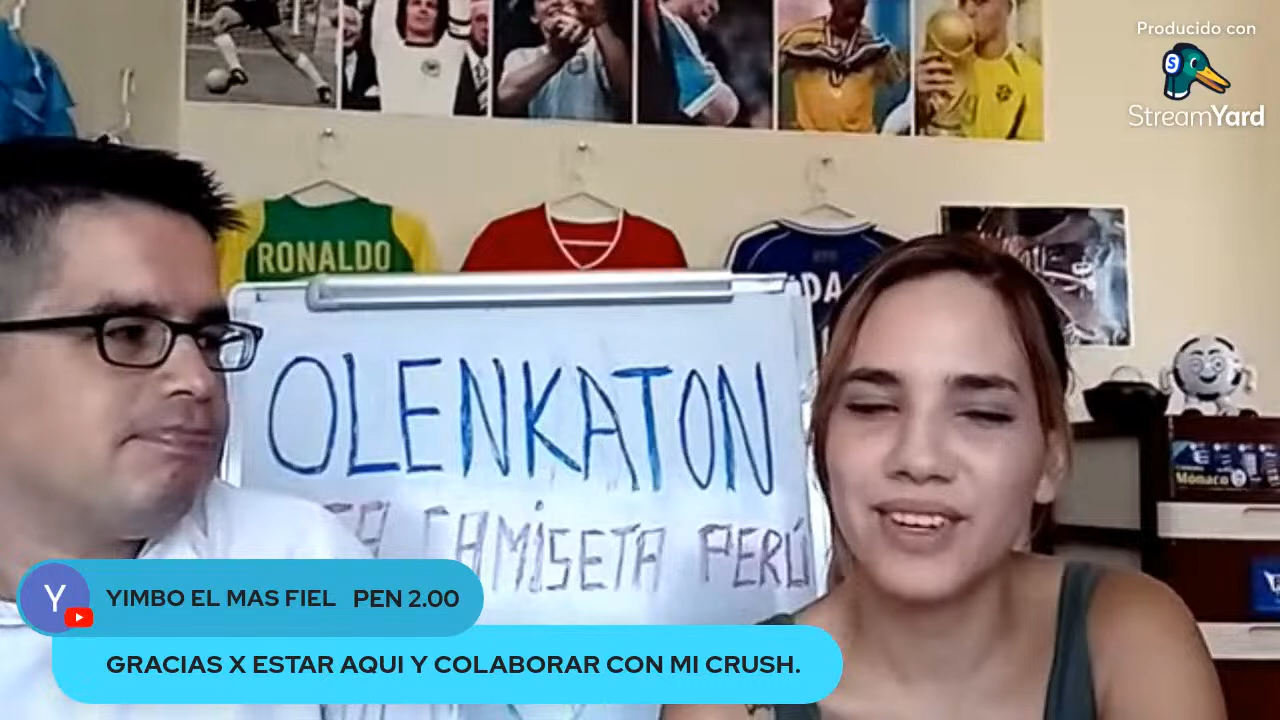 Producido con
StreamYard
RONALDO
DA
OLENKATON
CAMISETA PERÚ
Mónaco
Y
YIMBO EL MAS FIEL PEN 2.00
GRACIAS X ESTAR AQUI Y COLABORAR CON MI CRUSH.